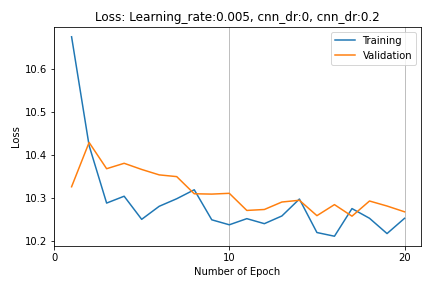 Loss: Learning_rate:0.005, cnn_dr:0, cnn_dr:0.2
Training
Validation
Loss
10.6
10.5
10.4
10.3
10.2
0
10
20
Number of Epoch